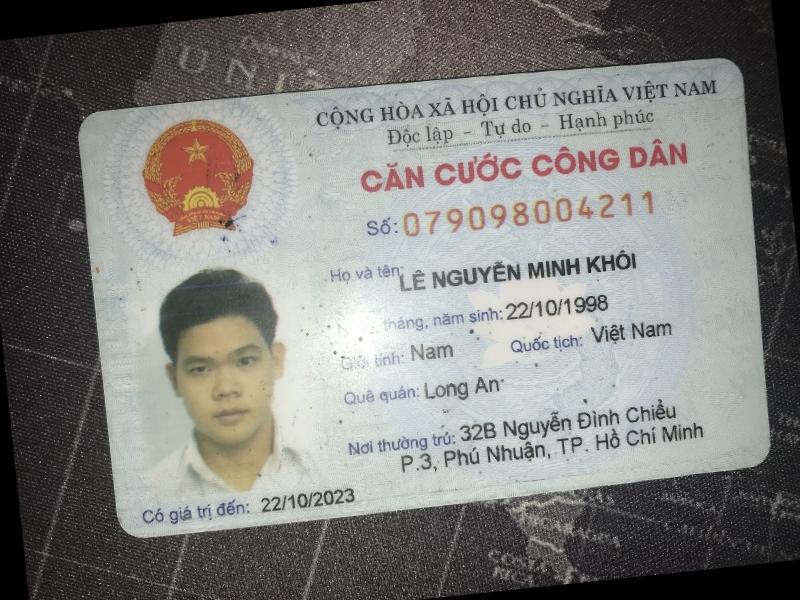 UNI
CỘNG HÒA XÃ HỘI CHỦ NGHĨA VIỆT NAM
Độc lập - Tự do - Hạnh phúc
CĂN CƯỚC CÔNG DÂN
Số: 079098004211
Họ và tên: LÊ NGUYỄN MINH KHÔI
tháng, năm sinh: 22/10/1998
Giới tính: Nam Quốc tịch: Việt Nam
Quê quán: Long An
Nơi thường trú: 32B Nguyễn Đình Chiểu
P.3, Phú Nhuận, TP. Hồ Chí Minh
Có giá trị đến: 22/10/2023